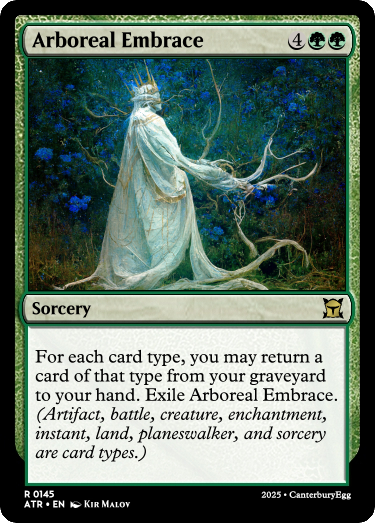 Arboreal Embrace 4
Sorcery
For each card type, you may return a
card of that type from your graveyard
to your hand. Exile Arboreal Embrace.
(Artifact, battle, creature, enchantment,
instant, land, planeswalker, and sorcery
are card types.)
R 0145
ATR • EN Kir Malov
2025 • CanterburyEgg